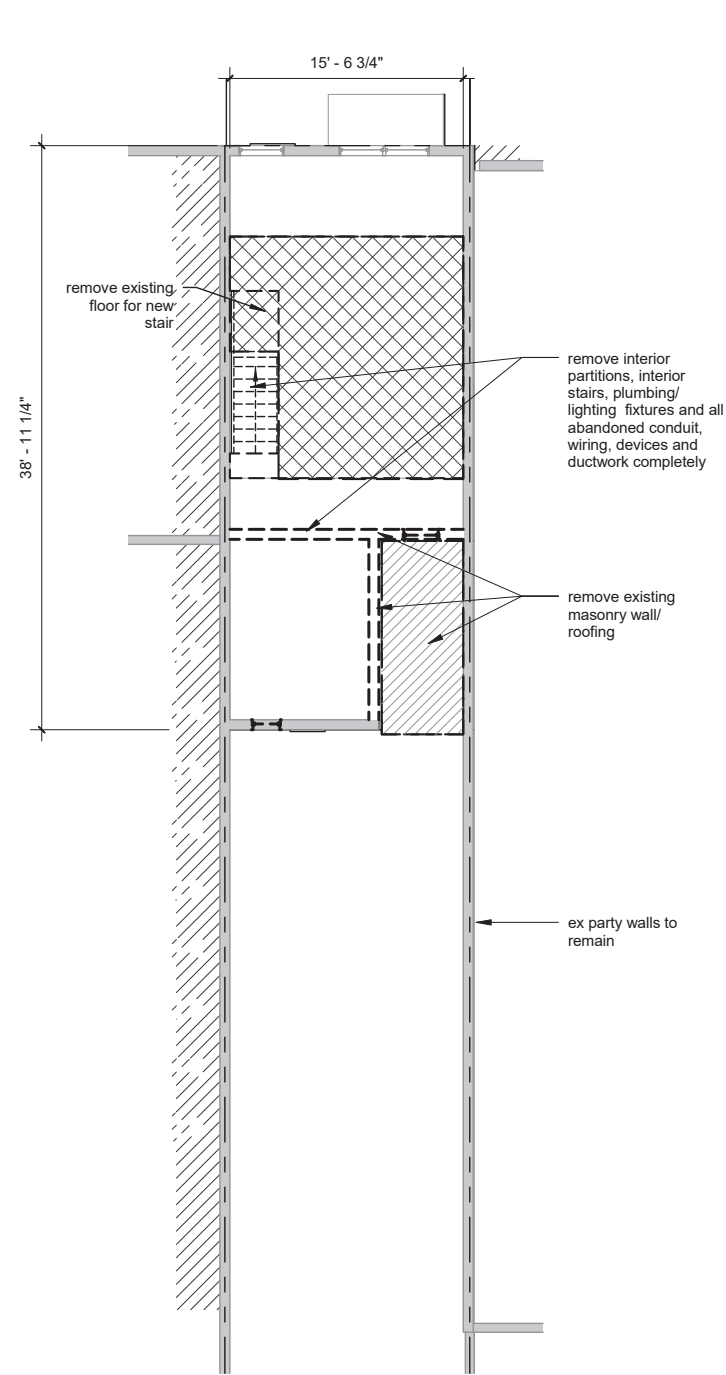 15' - 6 3/4"
remove existing
floor for new
stair
38' - 11 1/4"
remove interior
partitions, interior
stairs, plumbing/
lighting fixtures and all
abandoned conduit,
wiring, devices and
ductwork completely
remove existing
masonry wall/
roofing
ex party walls to
remain